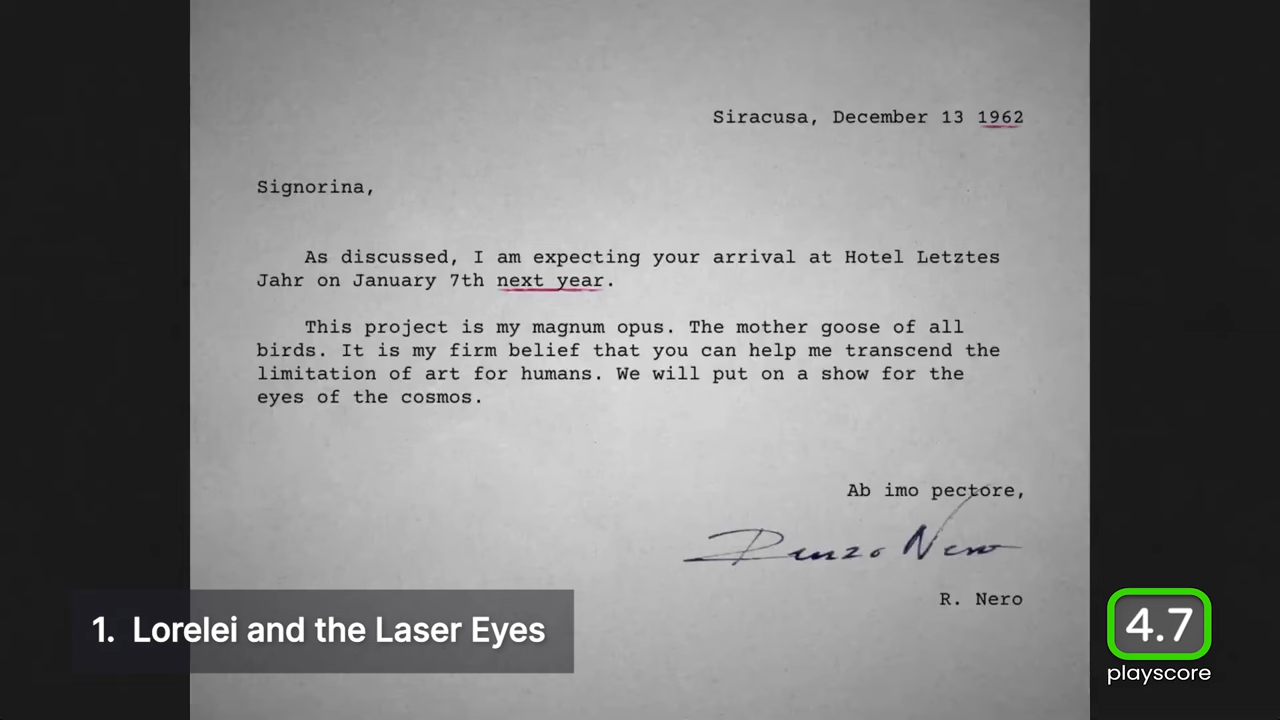 Siracusa, December 13 1962
Signorina,
As discussed, I am expecting your arrival at Hotel Letztes
Jahr on January 7th next year.
This project is my magnum opus. The mother goose of all
birds. It is my firm belief that you can help me transcend the
limitation of art for humans. We will put on a show for the
eyes of the cosmos.
Ab imo pectore,
Renzo Nero
R. Nero
1. Lorelei and the Laser Eyes
4.7
playscore